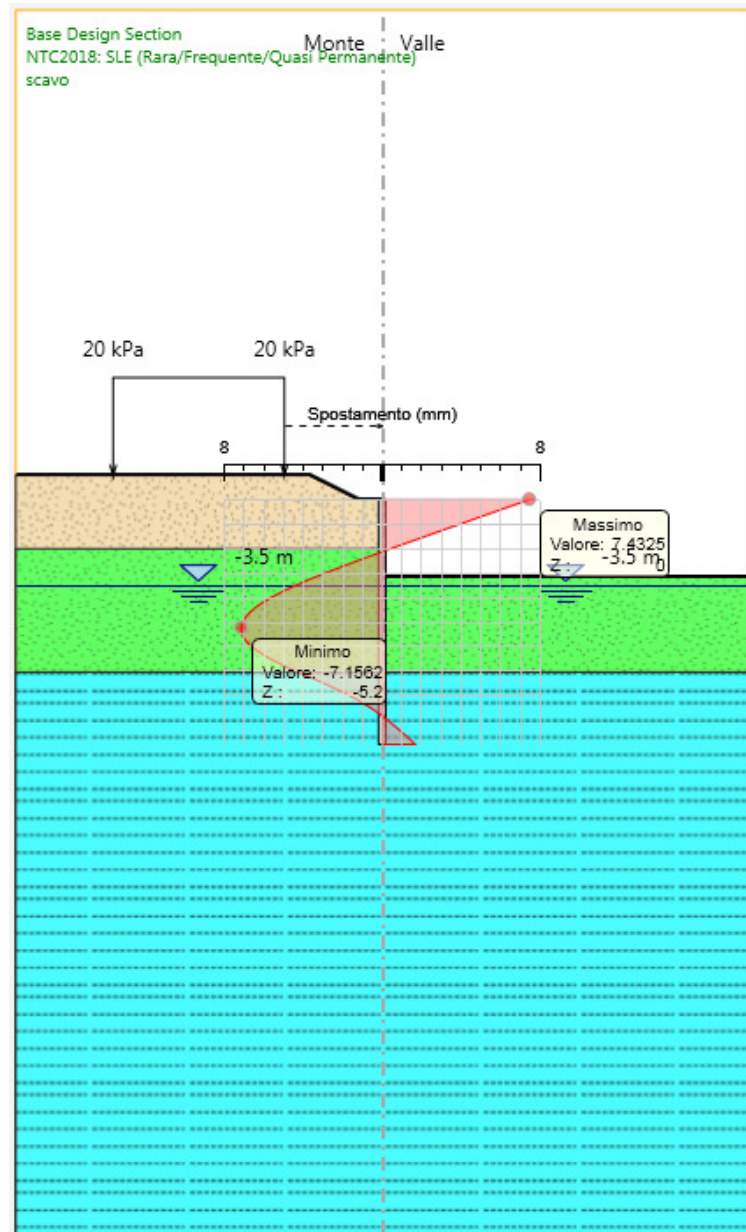 Base Design Section
Monte Valle
NTC2018: SLE (Rara/Frequente/Quasi Permanente)
scavo
20 kPa 20 kPa
Spostamento (mm)
8 8
Massimo
Valore: 7.4325
Z : 0
-3.5 m -3.5 m
Minimo
Valore: -7.1562
Z : -5.2